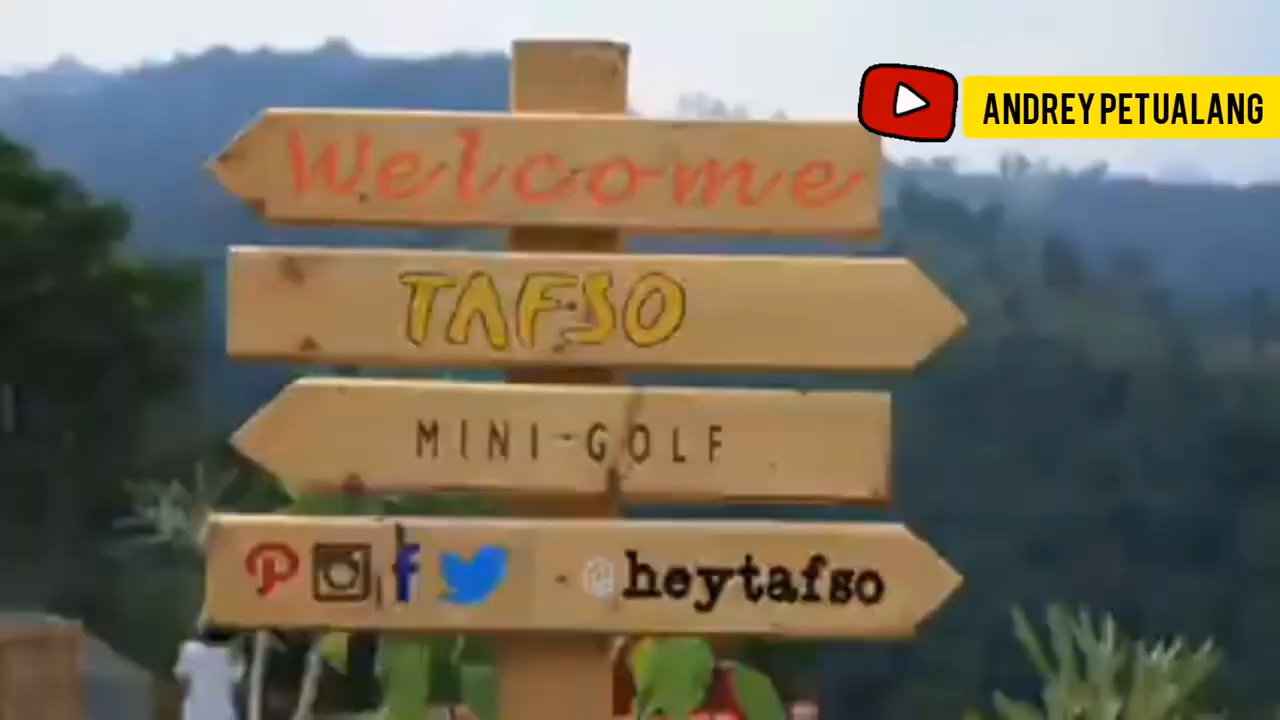 ANDREY PETUALANG
Welcome
TAFSO
MINI-GOLF
@heytafso